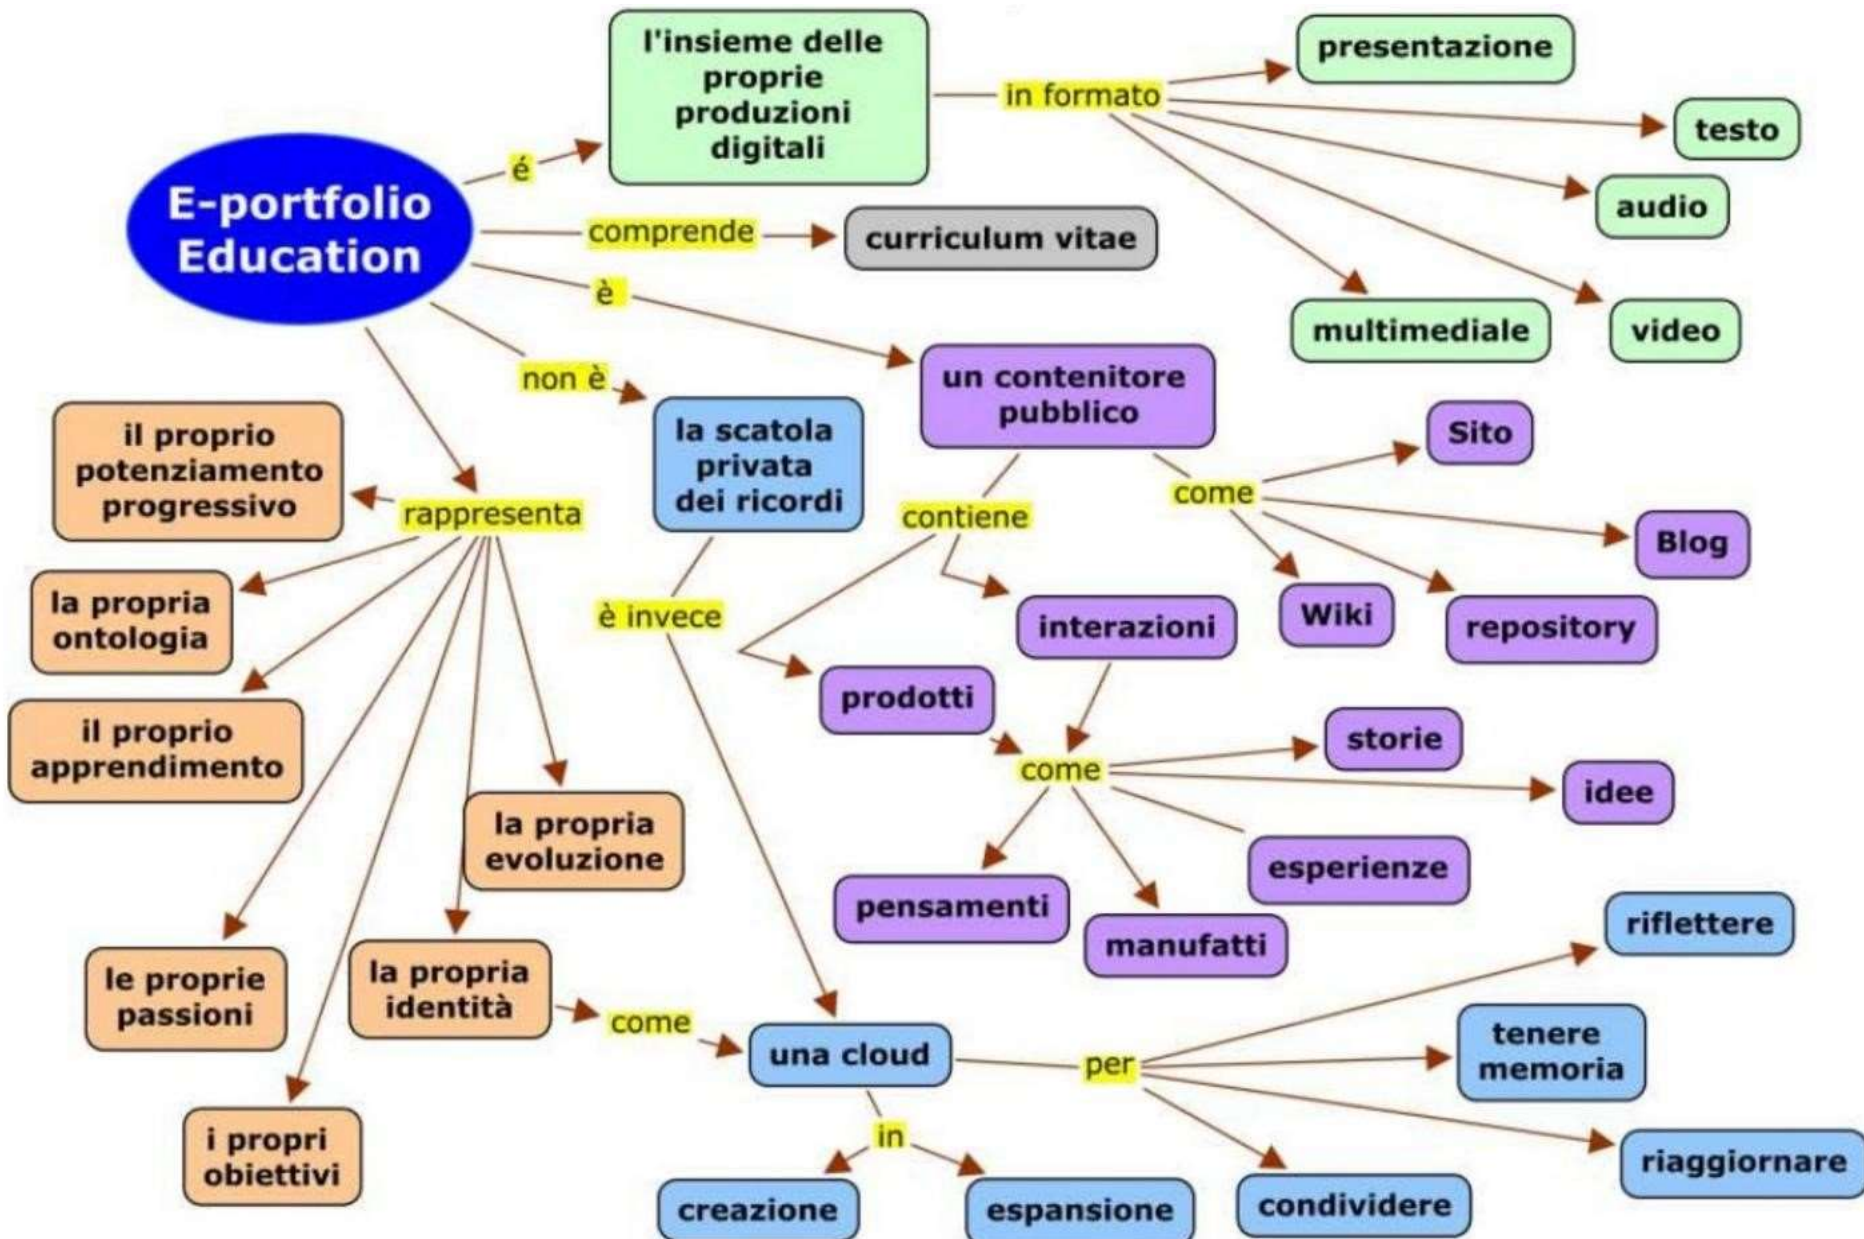 l'insieme delle
proprie
produzioni
digitali
in formato
presentazione
testo
audio
video
multimediale
E-portfolio
Education
é
comprende
curriculum vitae
è
un contenitore
pubblico
non è
la scatola
privata
dei ricordi
rappresenta
il proprio
potenziamento
progressivo
la propria
ontologia
il proprio
apprendimento
le proprie
passioni
i propri
obiettivi
la propria
identità
la propria
evoluzione
è invece
contiene
come
Sito
Blog
repository
Wiki
interazioni
prodotti
come
storie
idee
esperienze
manufatti
pensamenti
come
una cloud
per
riflettere
tenere
memoria
riaggiornare
condividere
in
creazione
espansione